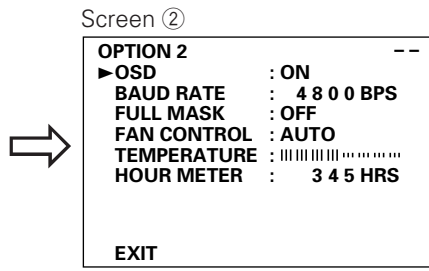 Screen ②
OPTION 2 – –
►OSD : ON
BAUD RATE : 4 8 0 0 BPS
FULL MASK : OFF
FAN CONTROL : AUTO
TEMPERATURE :
HOUR METER : 3 4 5 HRS
EXIT